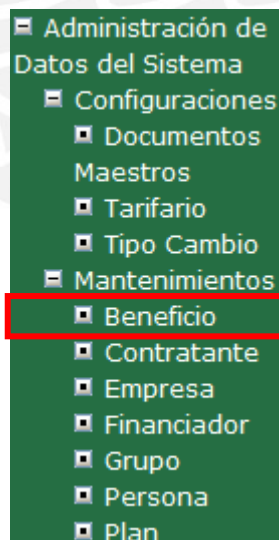 Administración de
Datos del Sistema
Configuraciones
Documentos
Maestros
Tarifario
Tipo Cambio
Mantenimientos
Beneficio
Contratante
Empresa
Financiador
Grupo
Persona
Plan